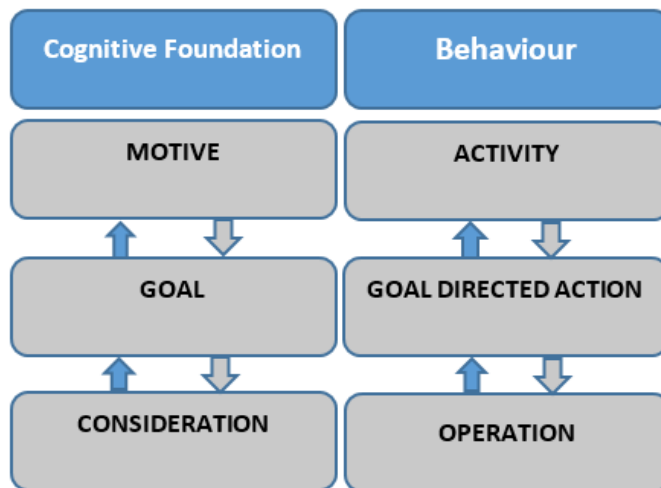 Cognitive Foundation
Behaviour
MOTIVE
ACTIVITY
GOAL
GOAL DIRECTED ACTION
CONSIDERATION
OPERATION